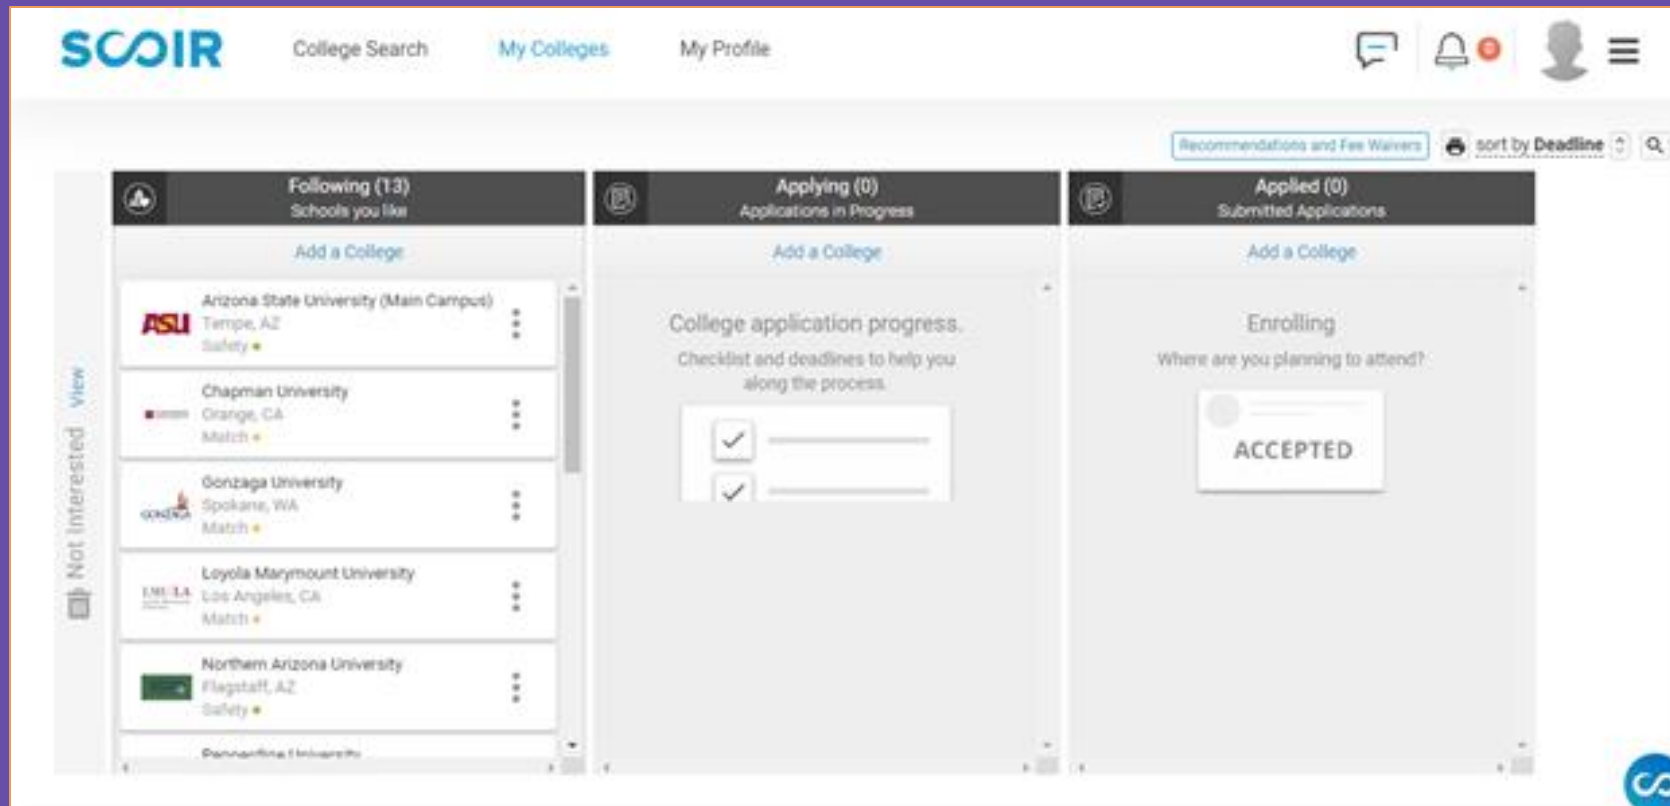 SCOIR
College Search
My Colleges
My Profile
0
Recommendations and Fee Waivers
sort by Deadline
Not Interested View
Following (13)
Schools you like
Add a College
ASU
Arizona State University (Main Campus)
Tempe, AZ
Safety
Chapman University
Orange, CA
Match
GONZAGA
Gonzaga University
Spokane, WA
Match
LMU LA
Loyola Marymount University
Los Angeles, CA
Match
Northern Arizona University
Flagstaff, AZ
Safety
Pepperdine University
Applying (0)
Applications in Progress
Add a College
College application progress.
Checklist and deadlines to help you
along the process.
Applied (0)
Submitted Applications
Add a College
Enrolling
Where are you planning to attend?
ACCEPTED